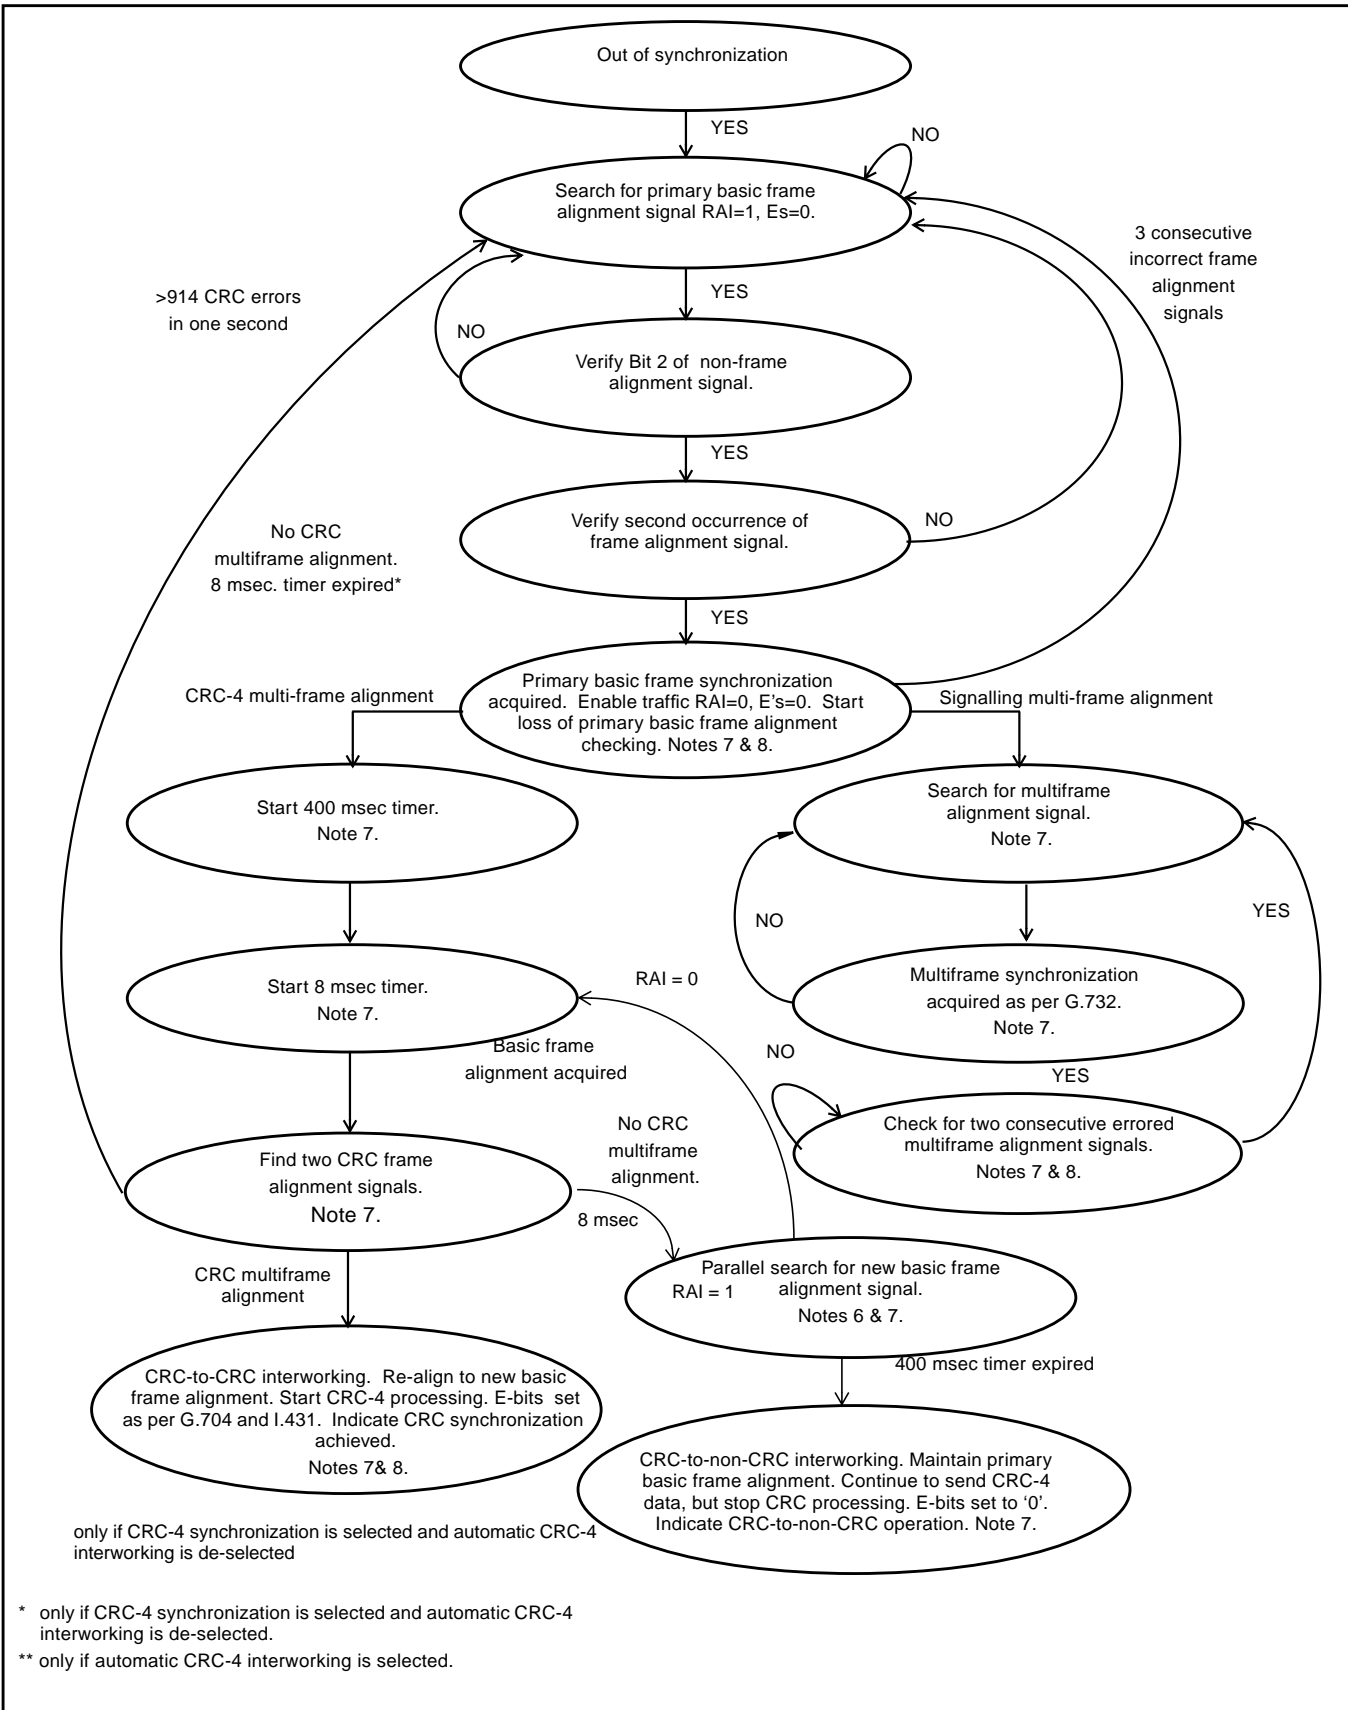 Out of synchronization
YES
NO
Search for primary basic frame
alignment signal RAI=1, Es=0.
3 consecutive
incorrect frame
alignment
signals
>914 CRC errors
in one second
YES
NO
Verify Bit 2 of non-frame
alignment signal.
YES
No CRC
multiframe alignment.
8 msec. timer expired*
Verify second occurrence of
frame alignment signal.
NO
YES
CRC-4 multi-frame alignment
Primary basic frame synchronization
acquired. Enable traffic RAI=0, E's=0. Start
loss of primary basic frame alignment
checking. Notes 7 & 8.
Signalling multi-frame alignment
Start 400 msec timer.
Note 7.
Search for multiframe
alignment signal.
Note 7.
NO
YES
Start 8 msec timer.
Note 7.
RAI = 0
Multiframe synchronization
acquired as per G.732.
Note 7.
Basic frame
alignment acquired
NO
YES
Check for two consecutive errored
multiframe alignment signals.
Notes 7 & 8.
No CRC
multiframe
alignment.
Find two CRC frame
alignment signals.
Note 7.
8 msec
CRC multiframe
alignment
Parallel search for new basic frame
alignment signal.
RAI = 1
Notes 6 & 7.
400 msec timer expired
CRC-to-CRC interworking. Re-align to new basic
frame alignment. Start CRC-4 processing. E-bits set
as per G.704 and I.431. Indicate CRC synchronization
achieved.
Notes 7& 8.
CRC-to-non-CRC interworking. Maintain primary
basic frame alignment. Continue to send CRC-4
data, but stop CRC processing. E-bits set to ‘0’.
Indicate CRC-to-non-CRC operation. Note 7.
only if CRC-4 synchronization is selected and automatic CRC-4
interworking is de-selected
* only if CRC-4 synchronization is selected and automatic CRC-4
interworking is de-selected.
** only if automatic CRC-4 interworking is selected.